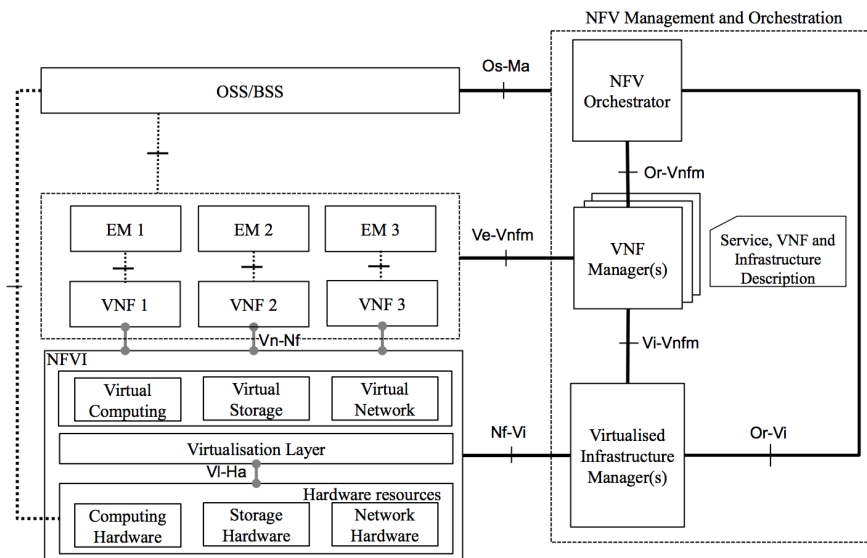 NFV Management and Orchestration
Os-Ma
OSS/BSS
NFV
Orchestrator
Or-Vnfm
EM 1
EM 2
EM 3
Ve-Vnfm
VNF
Manager(s)
Service, VNF and
Infrastructure
Description
VNF 1
VNF 2
VNF 3
Vn-Nf
Vi-Vnfm
NFVI
Virtual
Computing
Virtual
Storage
Virtual
Network
Nf-Vi
Virtualised
Infrastructure
Manager(s)
Or-Vi
Virtualisation Layer
Vl-Ha
Hardware resources
Computing
Hardware
Storage
Hardware
Network
Hardware